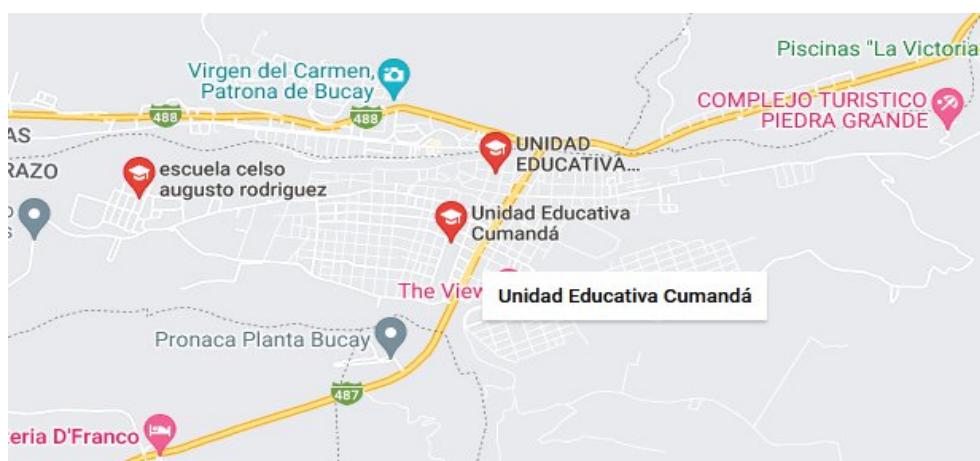 Piscinas "La Victoria
Virgen del Carmen,
Patrona de Bucay
COMPLEJO TURISTICO
PIEDRA GRANDE
488
488
AS
RAZO
UNIDAD
EDUCATIVA...
escuela celso
augusto rodriguez
Unidad Educativa
Cumandá
o
s
The View
Unidad Educativa Cumandá
Pronaca Planta Bucay
487
teria D'Franco